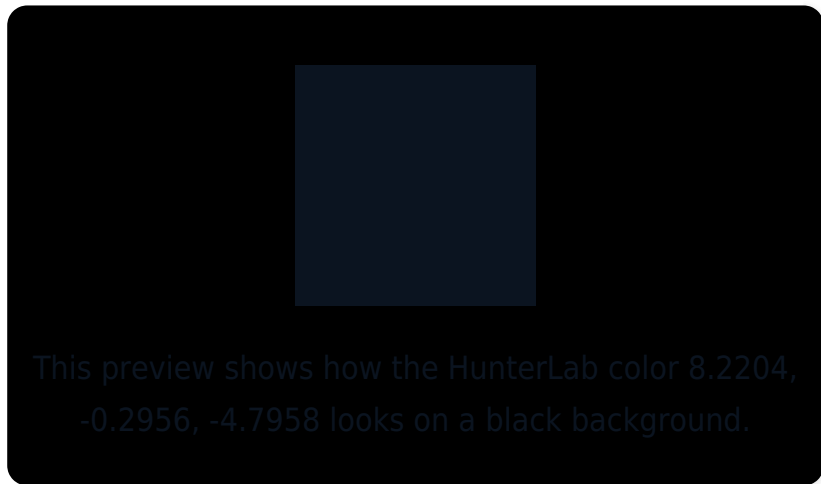 This preview shows how the HunterLab color 8.2204,
-0.2956, -4.7958 looks on a black background.